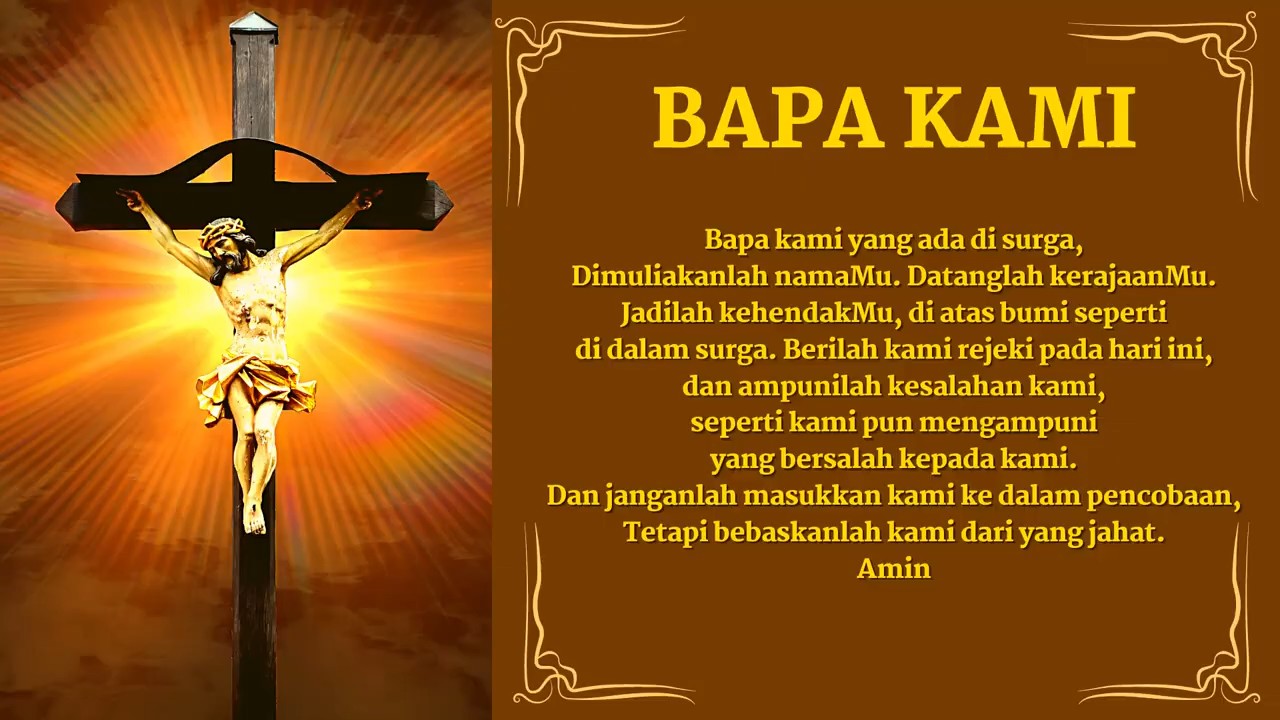 BAPA KAMI
Bapa kami yang ada di surga,
Dimuliakanlah namaMu. Datanglah kerajaanMu.
Jadilah kehendakMu, di atas bumi seperti
di dalam surga. Berilah kami rejeki pada hari ini,
dan ampunilah kesalahan kami,
seperti kami pun mengampuni
yang bersalah kepada kami.
Dan janganlah masukkan kami ke dalam pencobaan,
Tetapi bebaskanlah kami dari yang jahat.
Amin